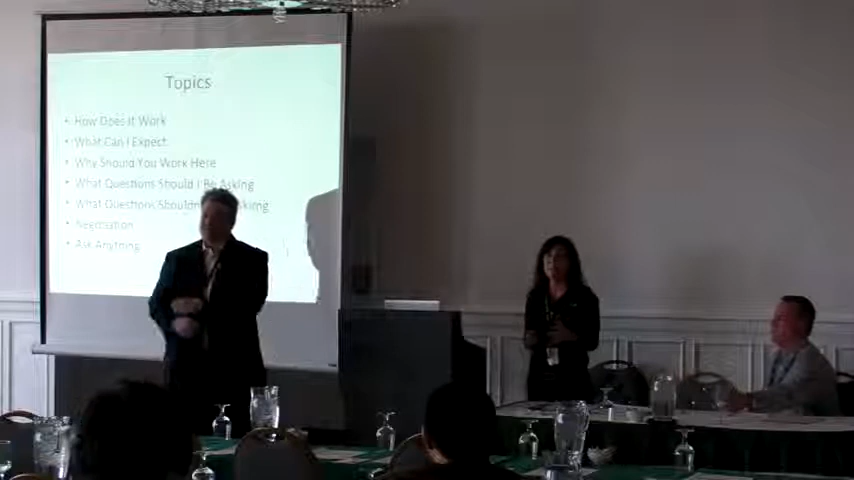 Topics
• How Does It Work
• What Can I Expect
• Why Should You Work Here
• What Questions Should I Be Asking
• What Questions Shouldn't Asking
• Negotiation
• Ask Anything